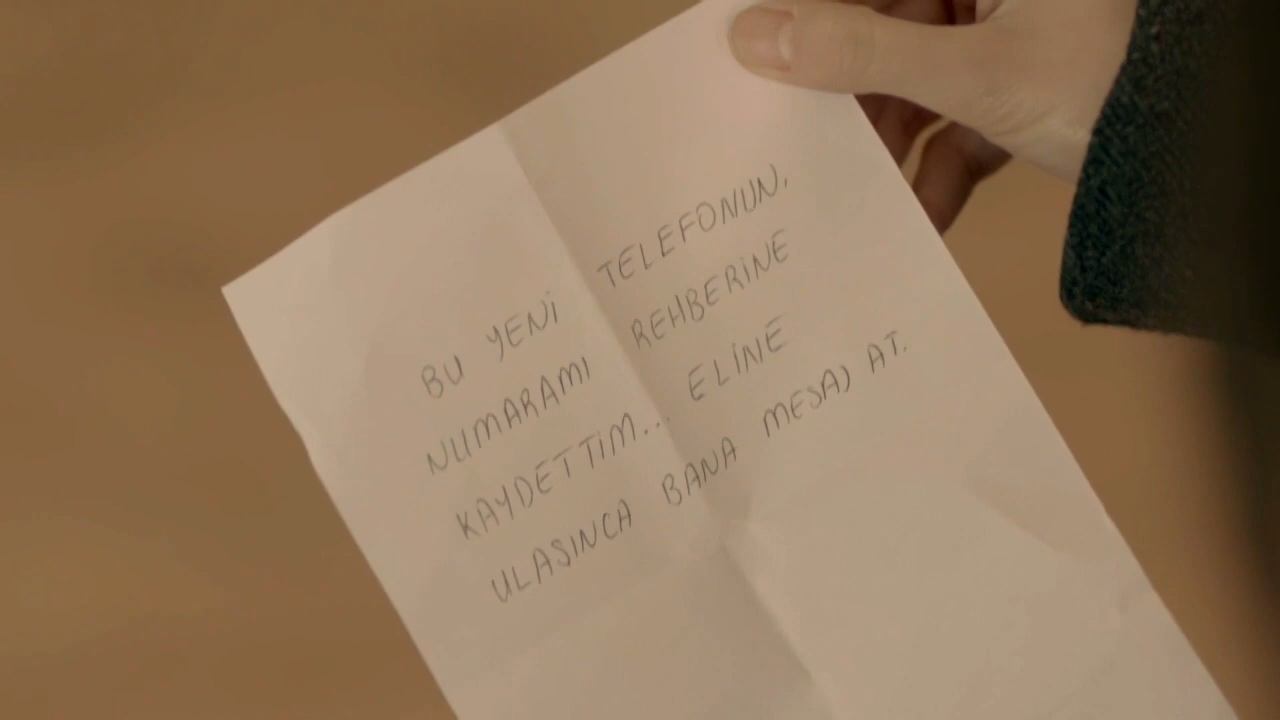 BU YENİ TELEFONUN,
NUMARAMI REHBERİNE
KAYDETTİM... ELİNE
ULAŞINCA BANA MESAJ AT.